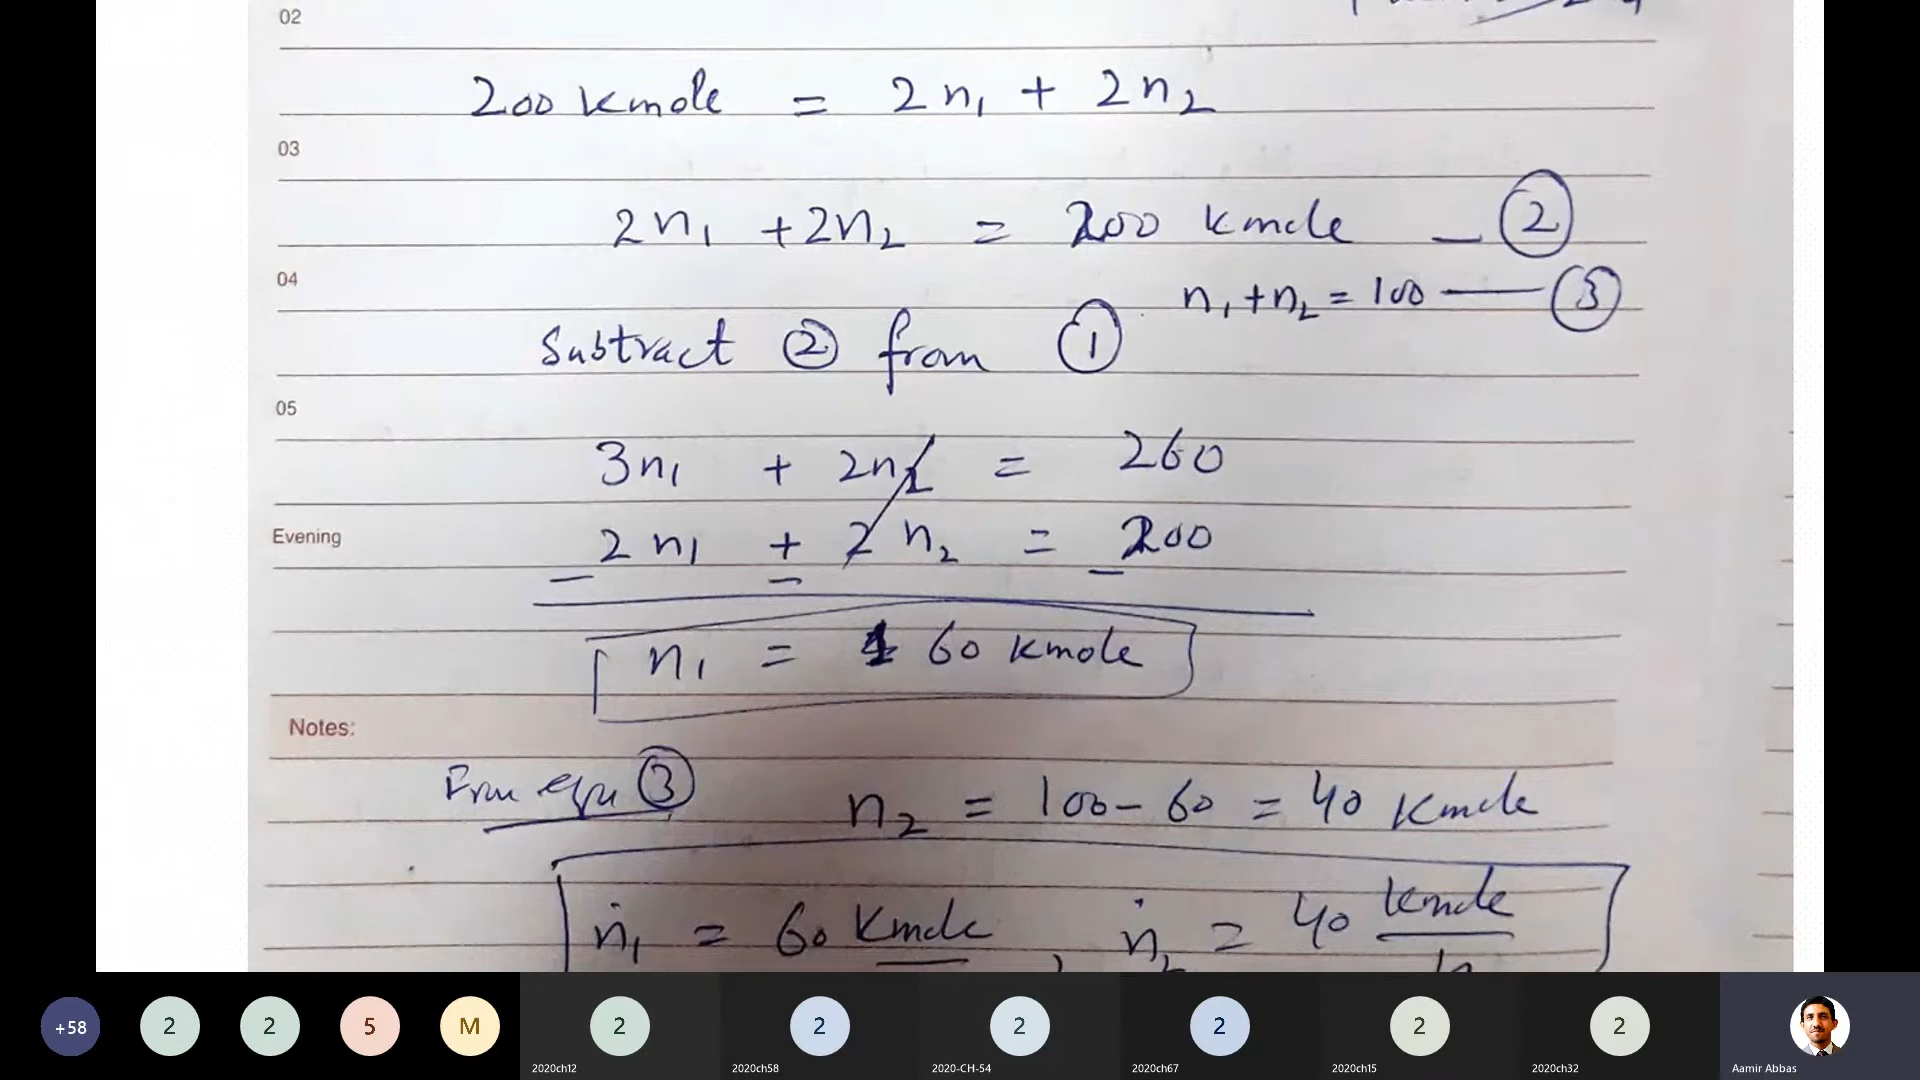 02
200 Kmole = 2n₁ + 2n₂
03
2n₁ + 2n₂ = 200 kmole — ②
04
n₁ + n₂ = 100 — ③
Subtract ② from ①
05
3n₁ + 2n₂ = 260
Evening
2n₁ + 2n₂ = 200
— — —
n₁ = 60 kmole
Notes:
From equ ③ n₂ = 100 - 60 = 40 Kmole
ṅ₁ = 60 Kmole , ṅ₂ = 40 kmole
h
+58 2 2 5 M 2 2 2 2 2 2
2020ch12 2020ch58 2020-CH-54 2020ch67 2020ch15 2020ch32 Aamir Abbas